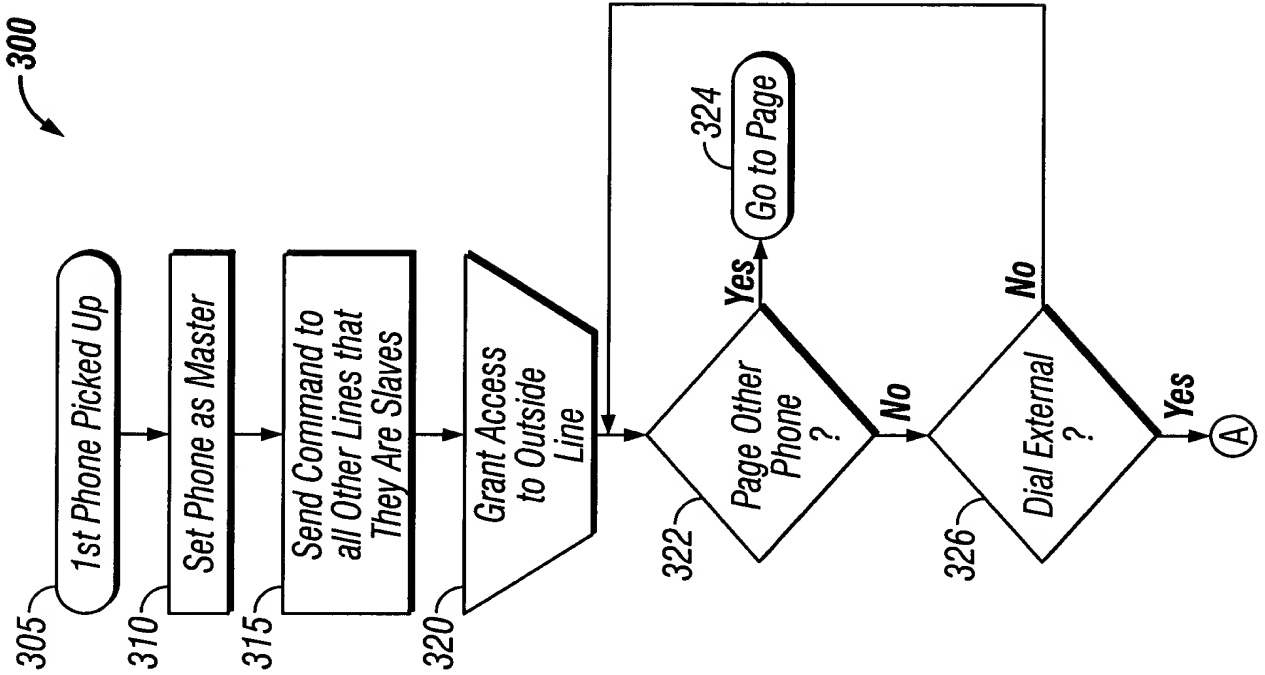 300
305
1st Phone Picked Up
310
Set Phone as Master
315
Send Command to
all Other Lines that
They Are Slaves
320
Grant Access
to Outside
Line
322
Page Other
Phone
?
Yes
324
Go to Page
No
326
Dial External
?
No
Yes
A